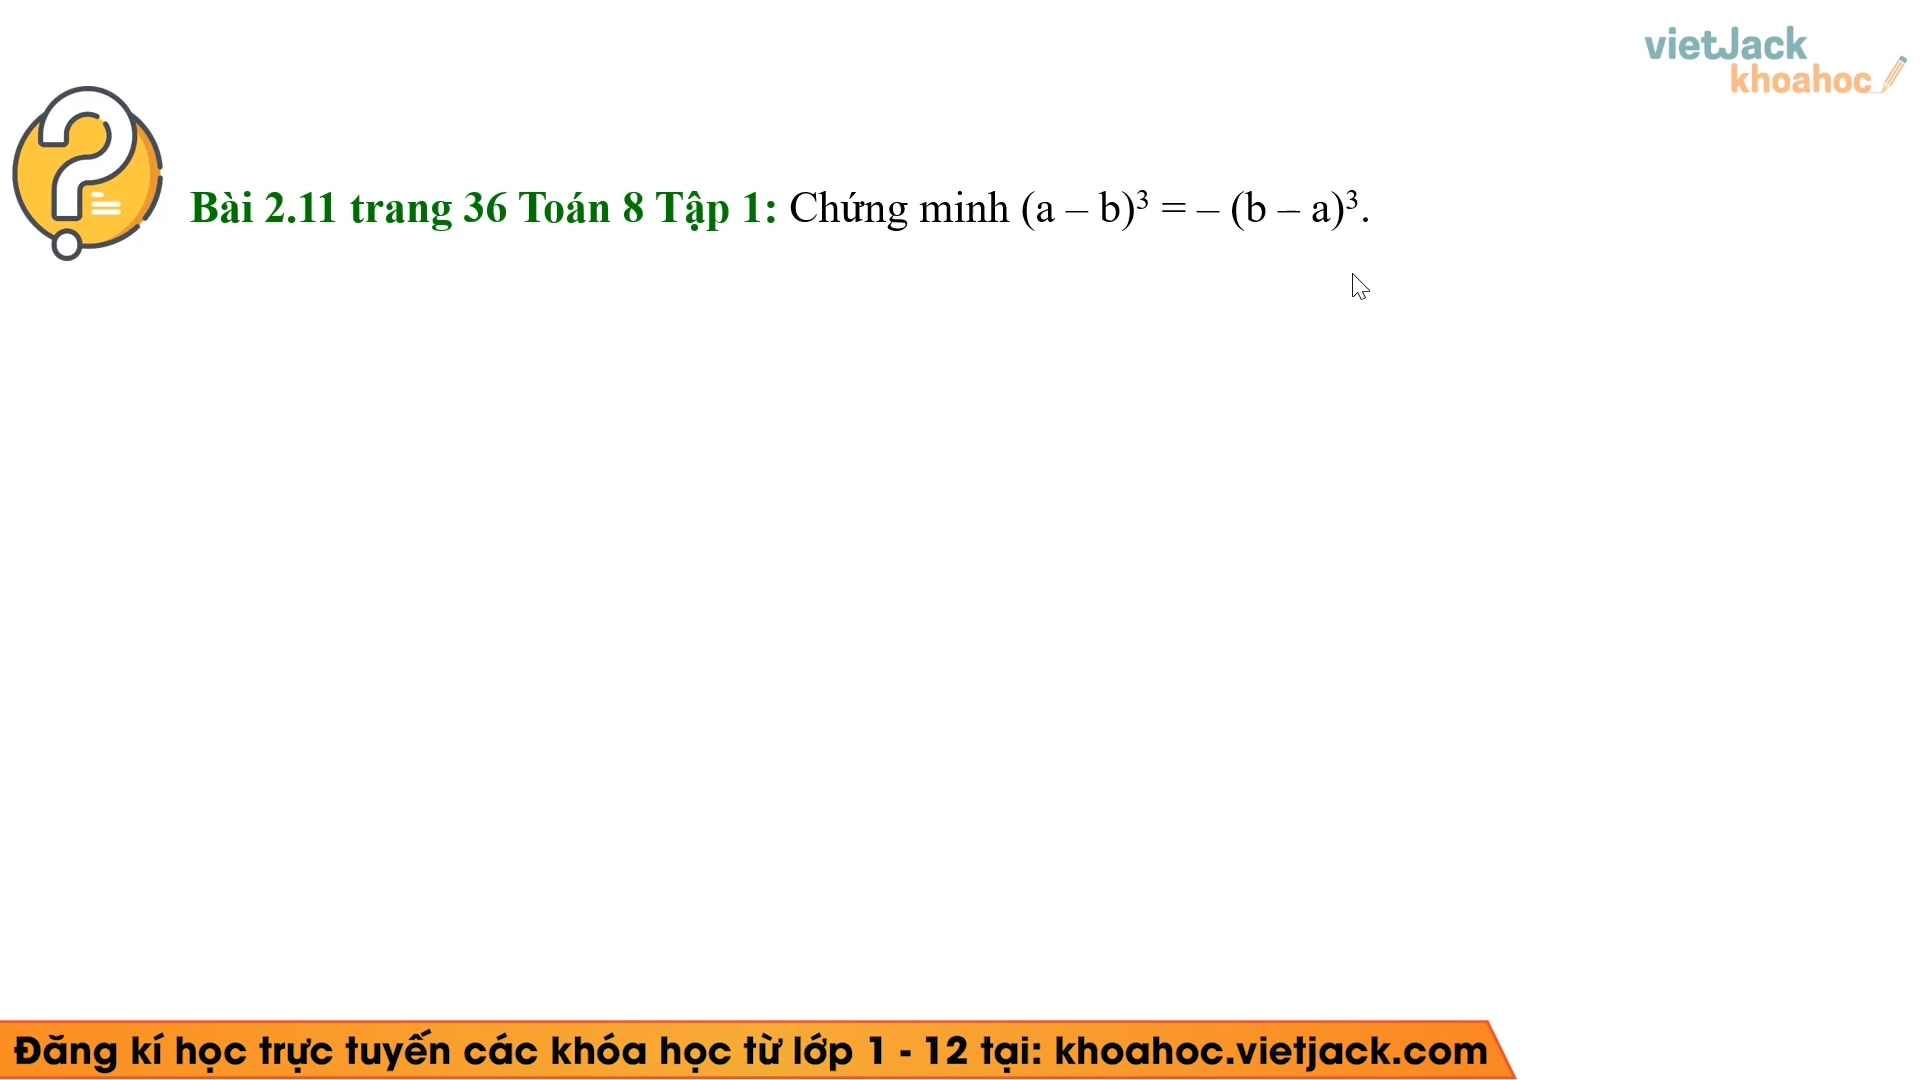 vietJack
khoahoc
Bài 2.11 trang 36 Toán 8 Tập 1: Chứng minh (a – b)³ = – (b – a)³.
Đăng kí học trực tuyến các khóa học từ lớp 1 - 12 tại: khoahoc.vietjack.com